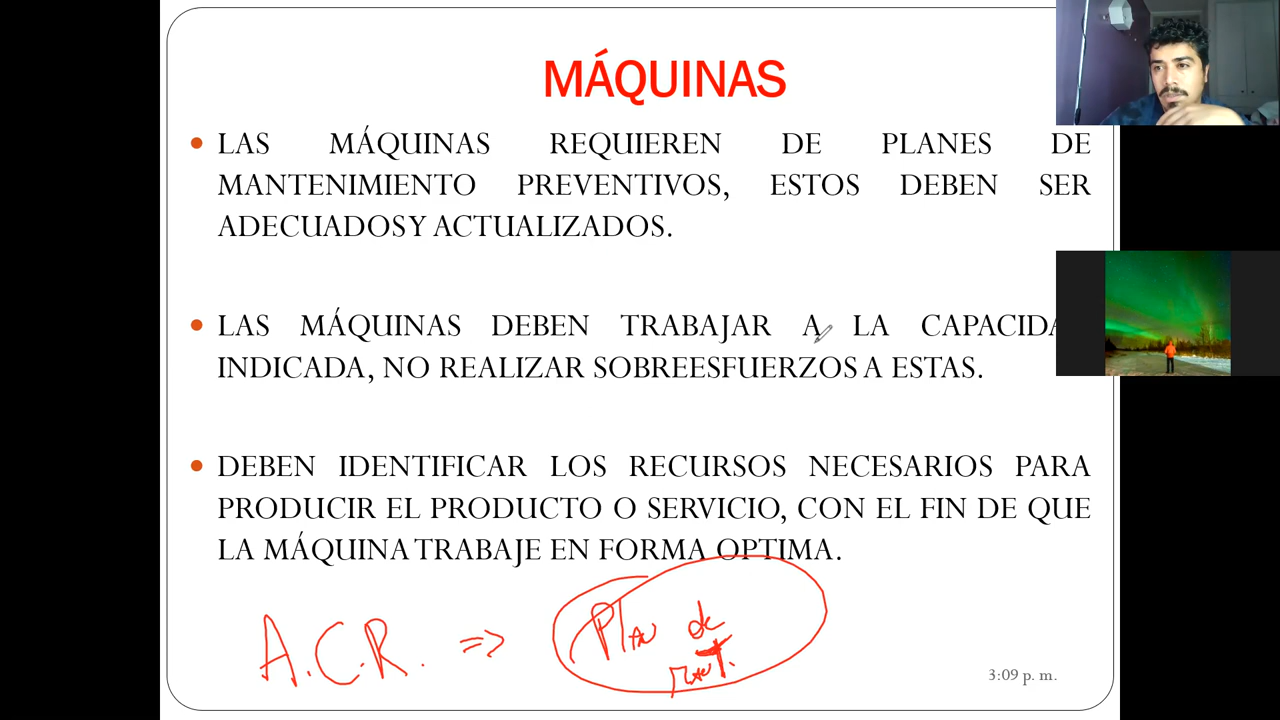 MÁQUINAS
• LAS MÁQUINAS REQUIEREN DE PLANES DE
MANTENIMIENTO PREVENTIVOS, ESTOS DEBEN SER
ADECUADOS Y ACTUALIZADOS.
• LAS MÁQUINAS DEBEN TRABAJAR A LA CAPACIDA
INDICADA, NO REALIZAR SOBREESFUERZOS A ESTAS.
• DEBEN IDENTIFICAR LOS RECURSOS NECESARIOS PARA
PRODUCIR EL PRODUCTO O SERVICIO, CON EL FIN DE QUE
LA MÁQUINA TRABAJE EN FORMA OPTIMA.
A.C.R. => Plan de
mant.
3:09 p. m.